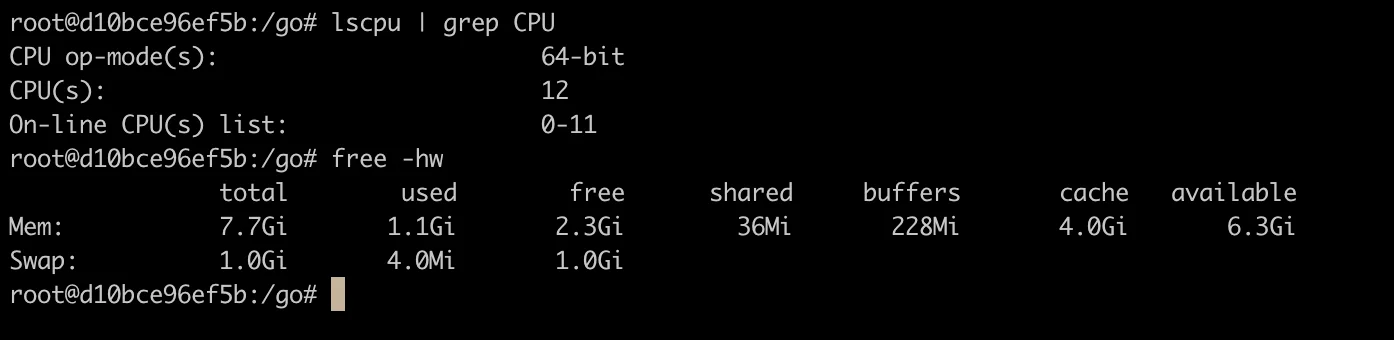 root@d10bce96ef5b:/go# lscpu | grep CPU
CPU op-mode(s):                  64-bit
CPU(s):                          12
On-line CPU(s) list:             0-11
root@d10bce96ef5b:/go# free -hw
              total        used        free      shared     buffers       cache   available
Mem:          7.7Gi       1.1Gi       2.3Gi        36Mi       228Mi       4.0Gi       6.3Gi
Swap:         1.0Gi       4.0Mi       1.0Gi
root@d10bce96ef5b:/go#